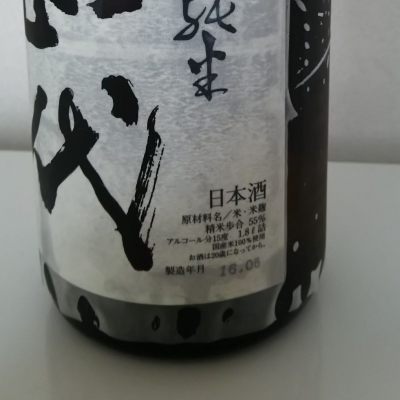 純米
代
日本酒
原材料名／米・米麹
精米歩合 55%
アルコール分15度 1.8ℓ詰
国産米100%使用
お酒は20歳になってから。
製造年月 16.05